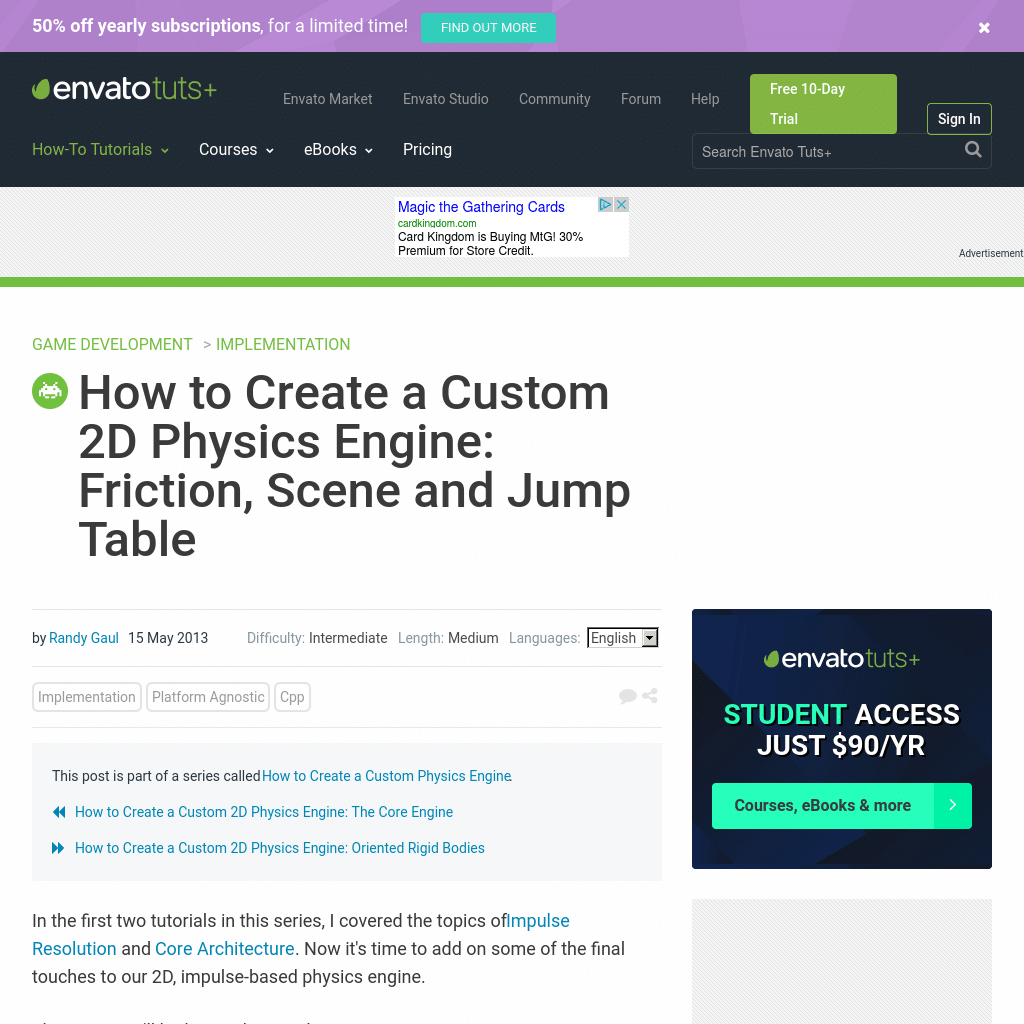 50% off yearly subscriptions, for a limited time! FIND OUT MORE
envatotuts+
Envato Market Envato Studio Community Forum Help Free 10-Day Trial Sign In
How-To Tutorials Courses eBooks Pricing Search Envato Tuts+
Magic the Gathering Cards
cardkingdom.com
Card Kingdom is Buying MtG! 30%
Premium for Store Credit.
Advertisement
GAME DEVELOPMENT > IMPLEMENTATION
How to Create a Custom
2D Physics Engine:
Friction, Scene and Jump
Table
by Randy Gaul 15 May 2013 Difficulty: Intermediate Length: Medium Languages: English
Implementation Platform Agnostic Cpp
This post is part of a series called How to Create a Custom Physics Engine.
How to Create a Custom 2D Physics Engine: The Core Engine
How to Create a Custom 2D Physics Engine: Oriented Rigid Bodies
envatotuts+
STUDENT ACCESS
JUST $90/YR
Courses, eBooks & more
In the first two tutorials in this series, I covered the topics of Impulse
Resolution and Core Architecture. Now it's time to add on some of the final
touches to our 2D, impulse-based physics engine.